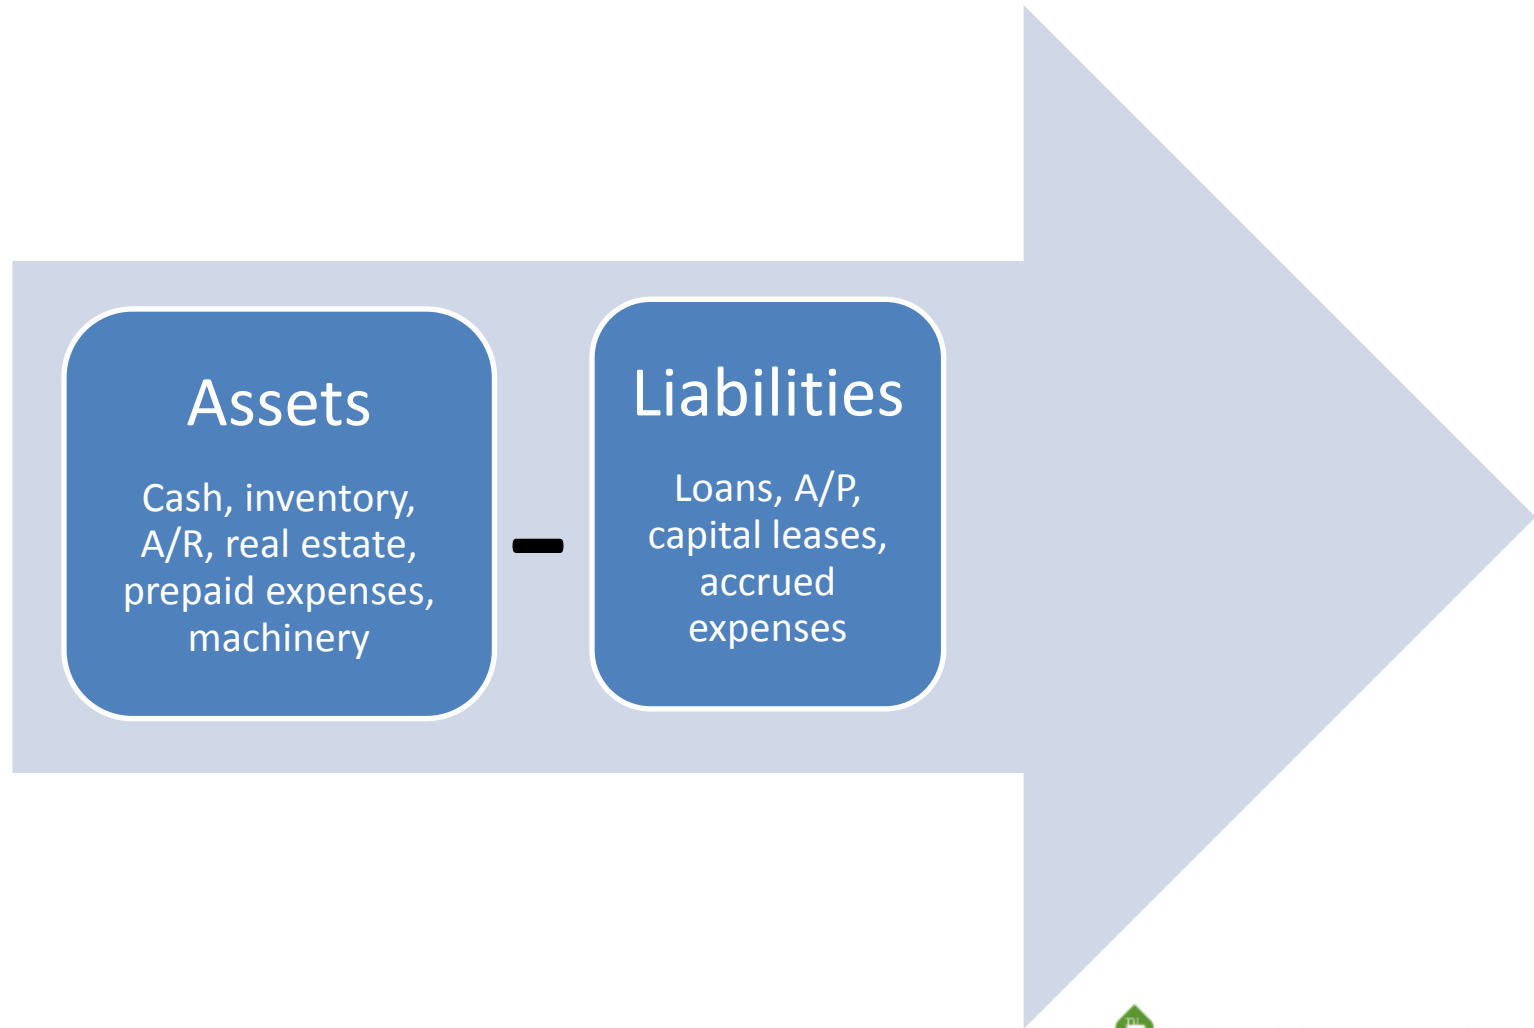 Assets
Cash, inventory,
A/R, real estate,
prepaid expenses,
machinery
-
Liabilities
Loans, A/P,
capital leases,
accrued
expenses